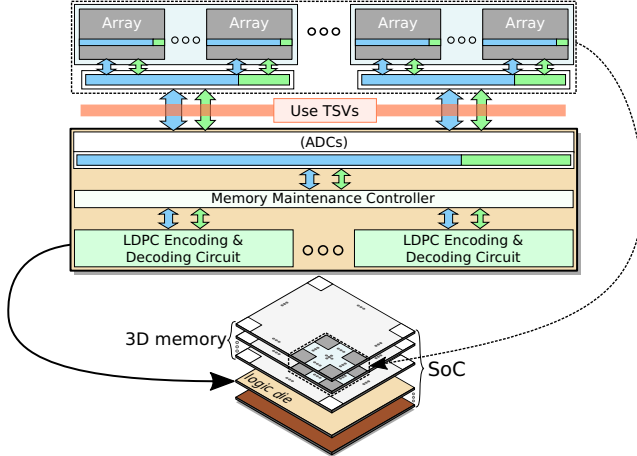 Array
Array
Array
Array
Use TSVs
(ADCs)
Memory Maintenance Controller
LDPC Encoding &
Decoding Circuit
LDPC Encoding &
Decoding Circuit
3D memory
SoC
logic die